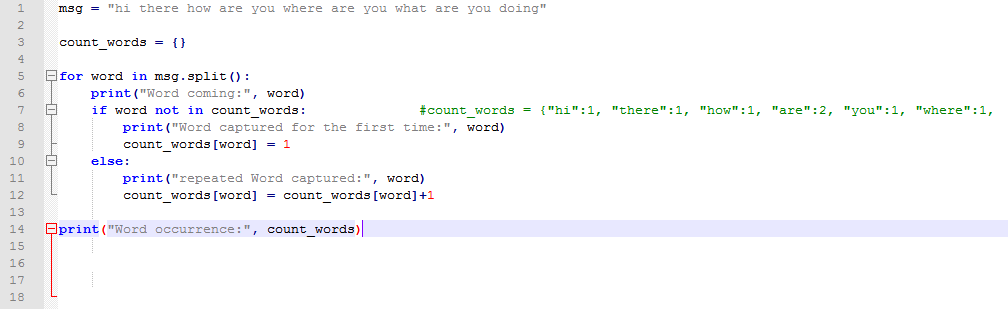 1 msg = "hi there how are you where are you what are you doing"
2
3 count_words = {}
4
5 for word in msg.split():
6 print("Word coming:", word)
7 if word not in count_words: #count_words = {"hi":1, "there":1, "how":1, "are":2, "you":1, "where":1,
8 print("Word captured for the first time:", word)
9 count_words[word] = 1
10 else:
11 print("repeated Word captured:", word)
12 count_words[word] = count_words[word]+1
13
14 print("Word occurrence:", count_words)
15
16
17
18